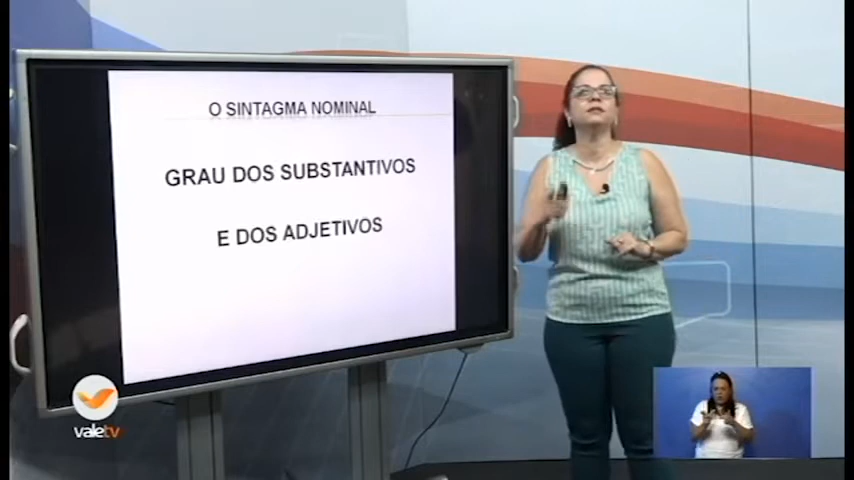 O SINTAGMA NOMINAL
GRAU DOS SUBSTANTIVOS
E DOS ADJETIVOS
valetv